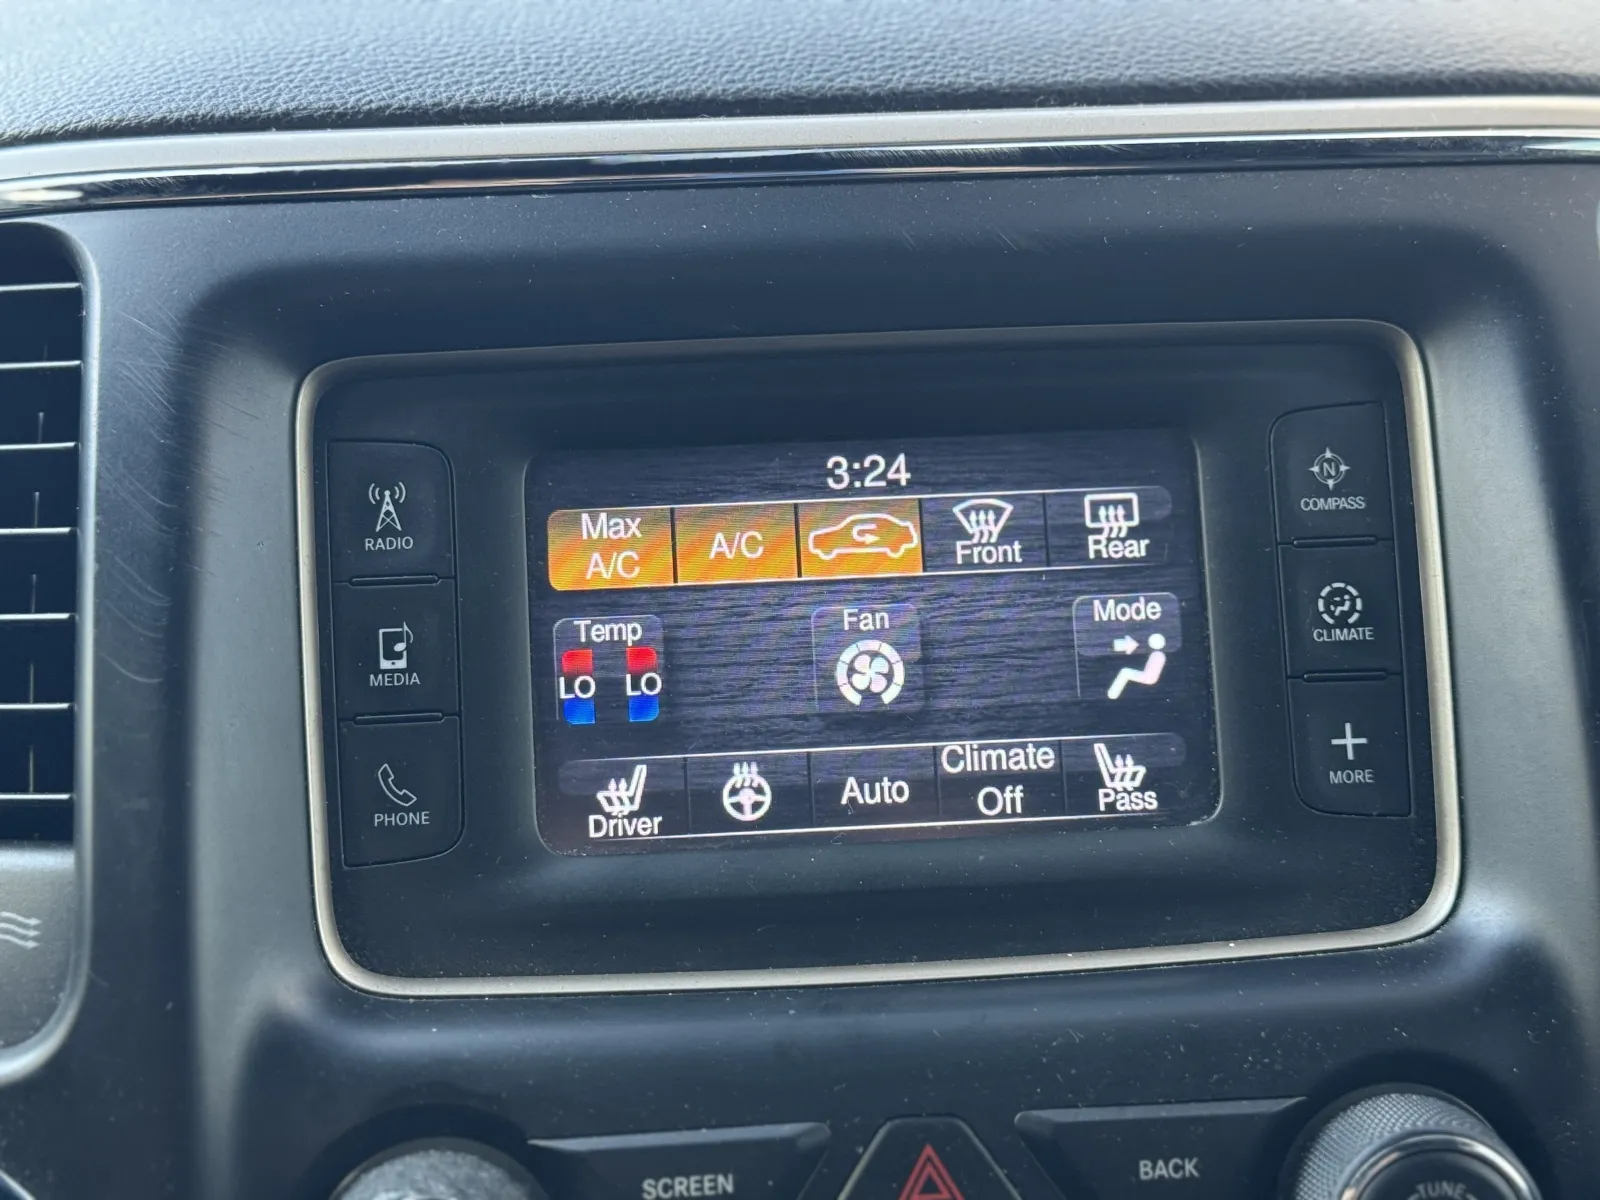 3:24
Max
A/C
A/C
Front
Rear
Temp
LO LO
Fan
Mode
Driver
Auto
Climate
Off
Pass
RADIO
MEDIA
PHONE
N
COMPASS
CLIMATE
MORE
SCREEN
BACK
TUNE